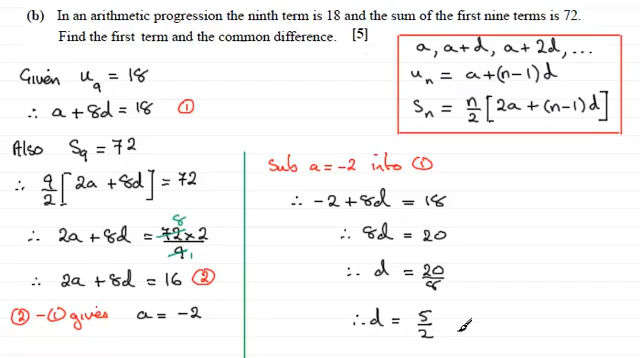 (b) In an arithmetic progression the ninth term is 18 and the sum of the first nine terms is 72.
Find the first term and the common difference. [5]
a, a+d, a+2d, ...
uₙ = a+(n-1)d
Sₙ = n/2 [2a + (n-1)d]
Given u₉ = 18
∴ a + 8d = 18 ①
Also S₉ = 72
∴ 9/2 [2a + 8d] = 72
∴ 2a + 8d = 72 × 2 / 9
8
1
∴ 2a + 8d = 16 ②
② - ① gives a = -2
Sub a = -2 into ①
∴ -2 + 8d = 18
∴ 8d = 20
∴ d = 20/8
∴ d = 5/2